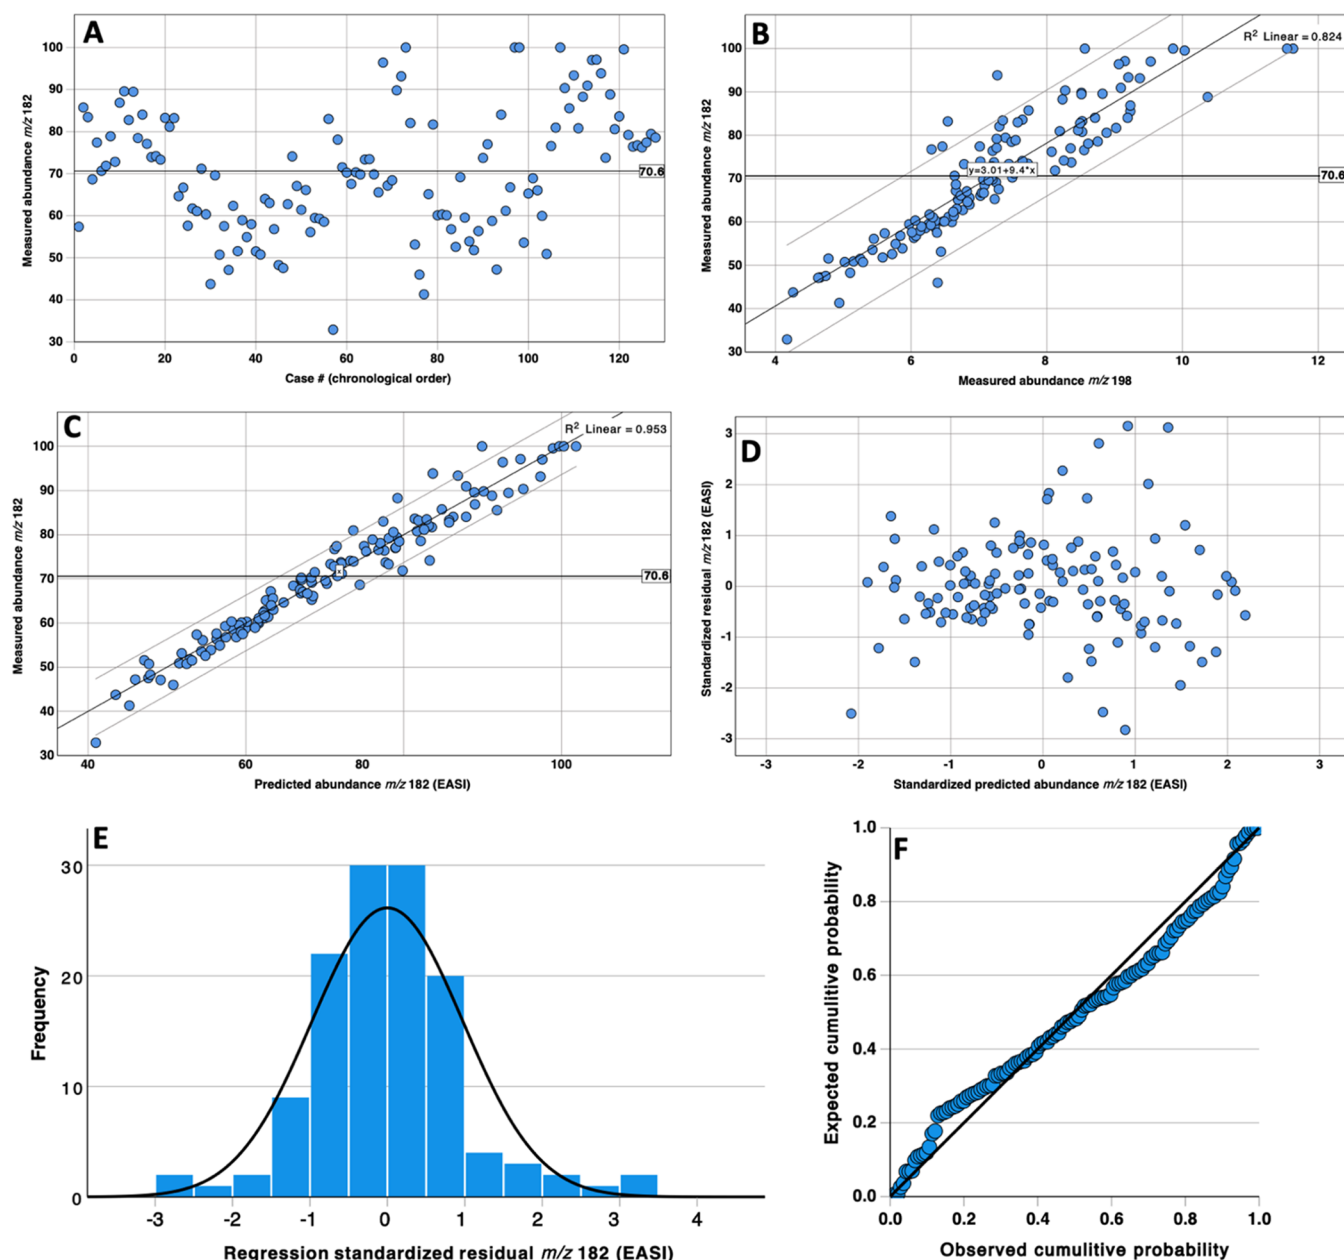 A
100
90
80
70
60
50
40
30
70.6
Measured abundance m/z 182
0 20 40 60 80 100 120
Case # (chronological order)
B
R² Linear = 0.824
100
90
80
70
60
50
40
30
y=3.01+9.4*x
70.6
Measured abundance m/z 182
4 6 8 10 12
Measured abundance m/z 198
C
R² Linear = 0.953
100
90
80
70
60
50
40
30
x
70.6
Measured abundance m/z 182
40 60 80 100
Predicted abundance m/z 182 (EASI)
D
3
2
1
0
-1
-2
-3
Standardized residual m/z 182 (EASI)
-3 -2 -1 0 1 2 3
Standardized predicted abundance m/z 182 (EASI)
E
30
20
10
0
Frequency
-3 -2 -1 0 1 2 3 4
Regression standardized residual m/z 182 (EASI)
F
1.0
0.8
0.6
0.4
0.2
0.0
Expected cumulitive probability
0.0 0.2 0.4 0.6 0.8 1.0
Observed cumulitive probability